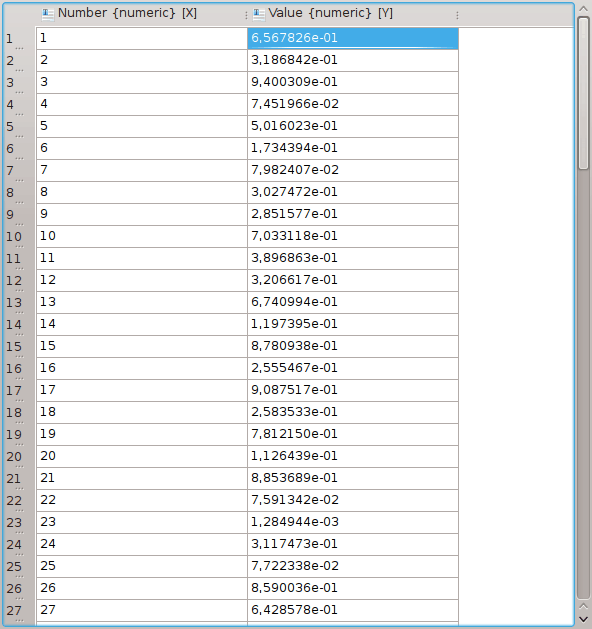 Number {numeric} [X] Value {numeric} [Y]
1 1 6,567826e-01
2 2 3,186842e-01
3 3 9,400309e-01
4 4 7,451966e-02
5 5 5,016023e-01
6 6 1,734394e-01
7 7 7,982407e-02
8 8 3,027472e-01
9 9 2,851577e-01
10 10 7,033118e-01
11 11 3,896863e-01
12 12 3,206617e-01
13 13 6,740994e-01
14 14 1,197395e-01
15 15 8,780938e-01
16 16 2,555467e-01
17 17 9,087517e-01
18 18 2,583533e-01
19 19 7,812150e-01
20 20 1,126439e-01
21 21 8,853689e-01
22 22 7,591342e-02
23 23 1,284944e-03
24 24 3,117473e-01
25 25 7,722338e-02
26 26 8,590036e-01
27 27 6,428578e-01